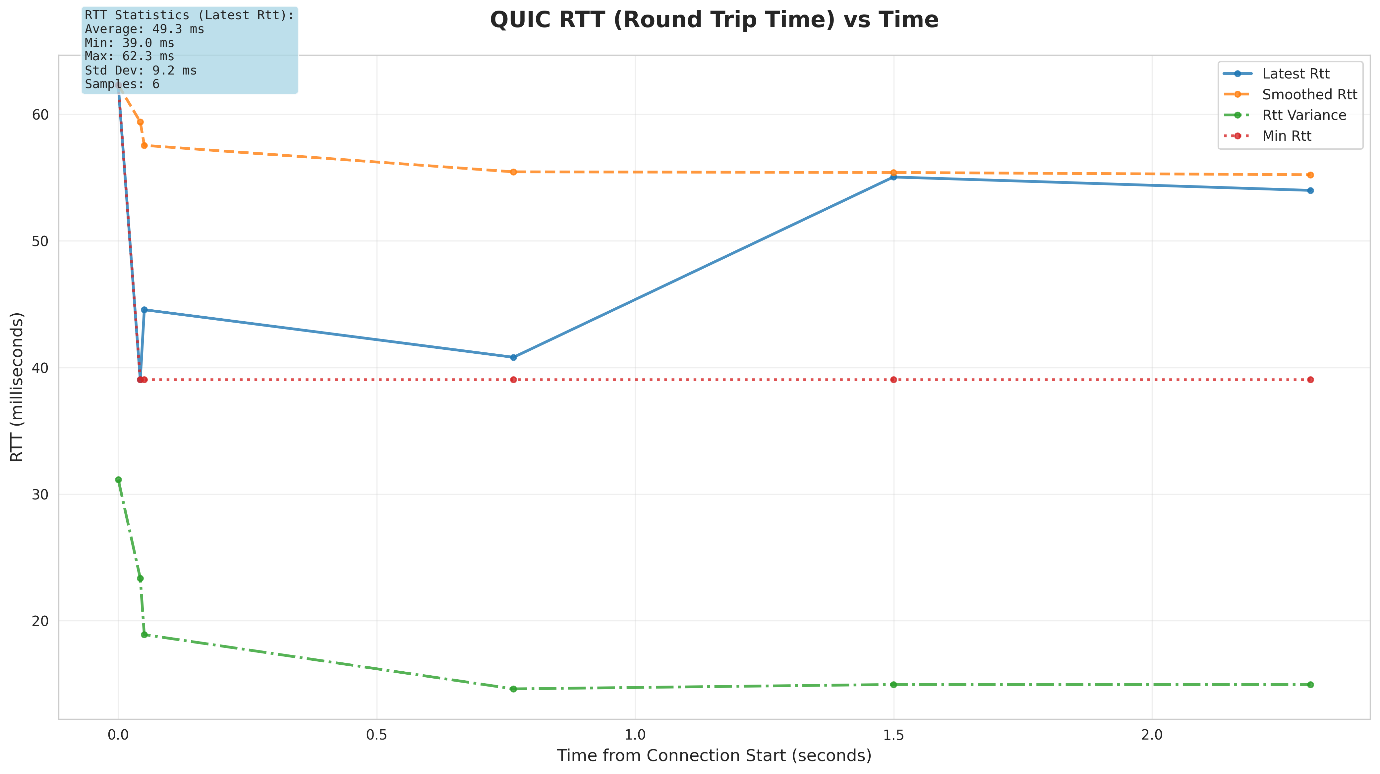 QUIC RTT (Round Trip Time) vs Time
RTT Statistics (Latest Rtt):
Average: 49.3 ms
Min: 39.0 ms
Max: 62.3 ms
Std Dev: 9.2 ms
Samples: 6
Latest Rtt
Smoothed Rtt
Rtt Variance
Min Rtt
RTT (milliseconds)
60
50
40
30
20
0.0
0.5
1.0
1.5
2.0
Time from Connection Start (seconds)